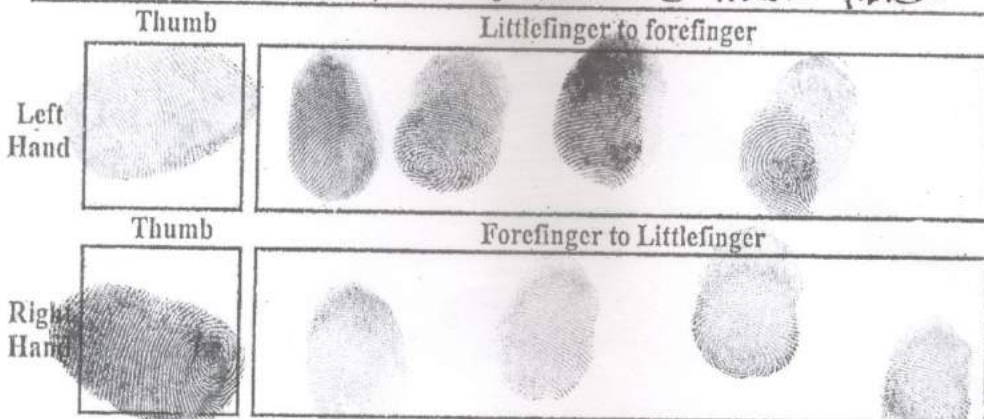 Thumb
Littlefinger to forefinger
Left
Hand
Thumb
Forefinger to Littlefinger
Right
Hand